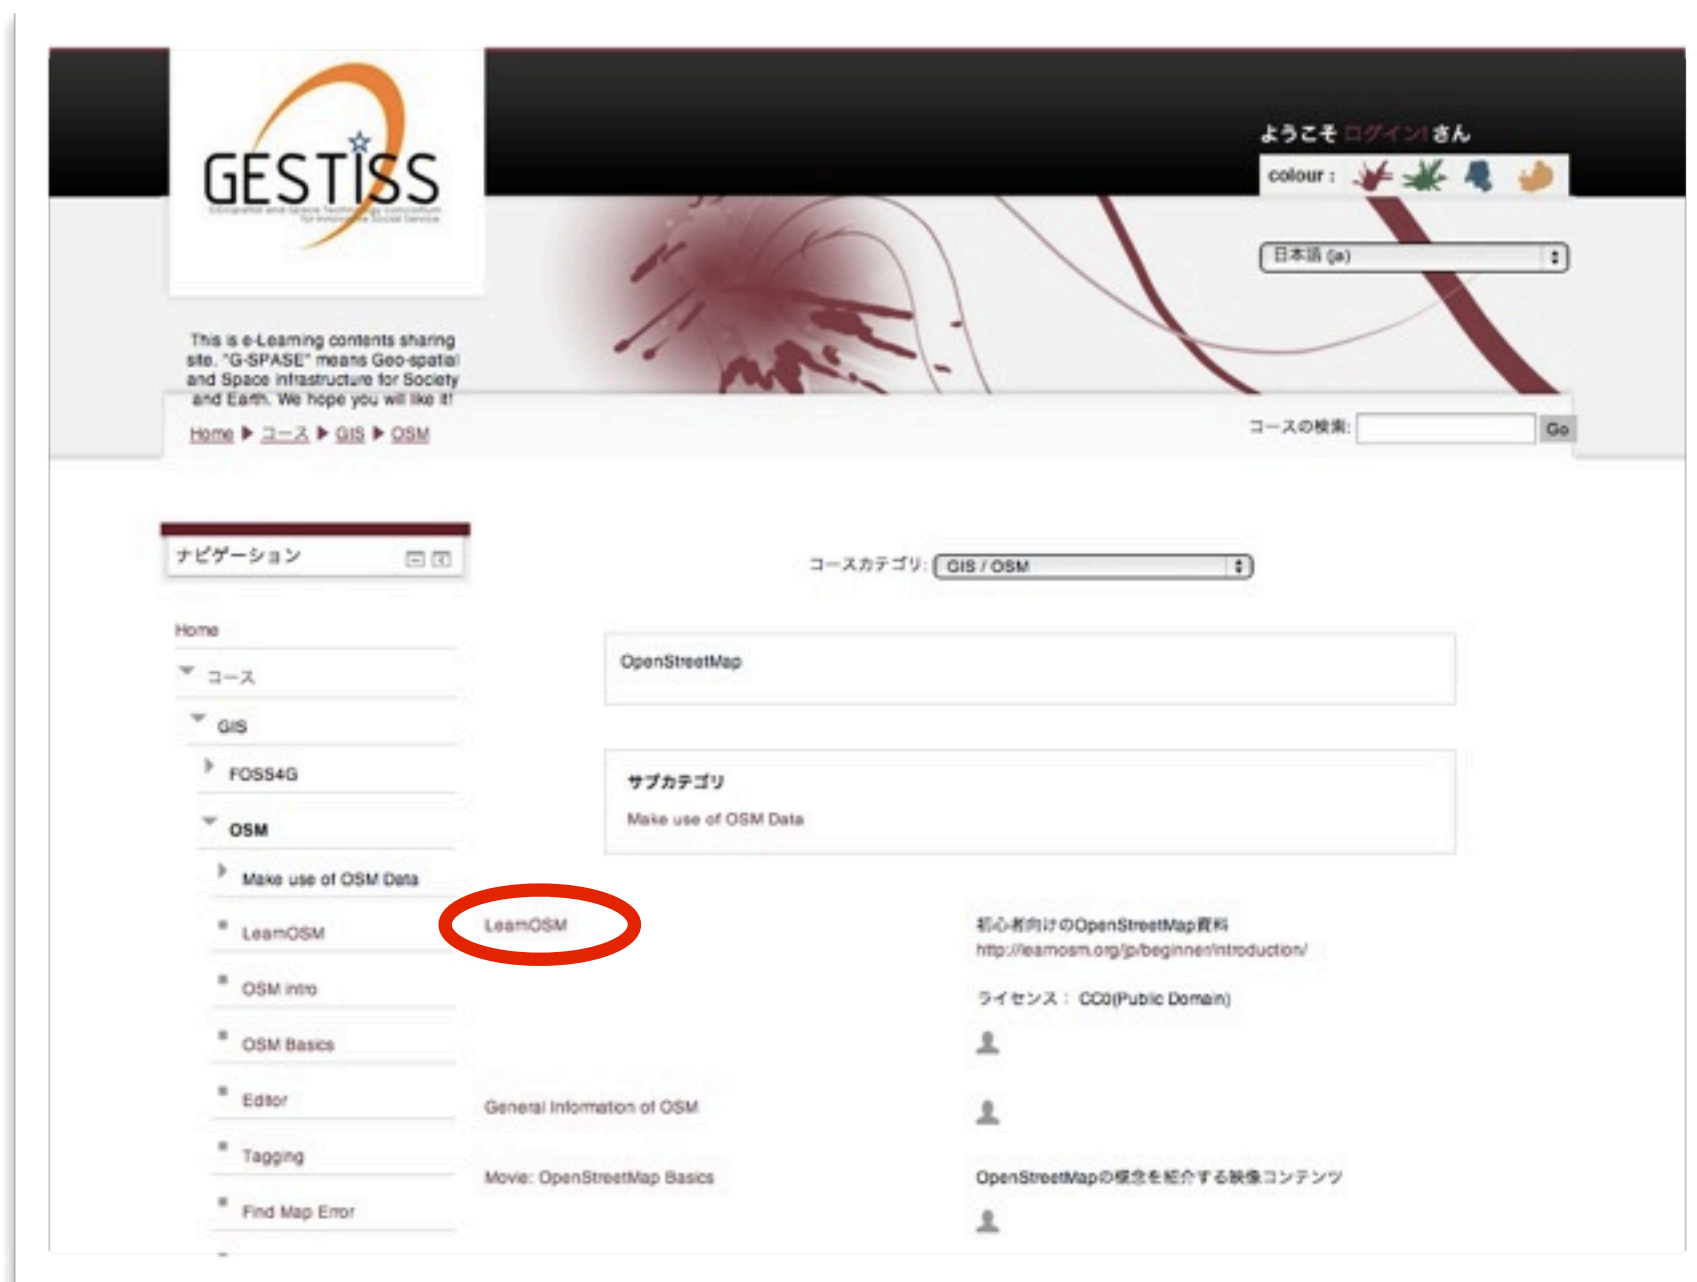 GESTISS
Geospatial and Space Technology consortium
for Innovative Social Service
ようこそ ログイン! さん
colour :
日本語 (ja)
This is e-Learning contents sharing
site. "G-SPASE" means Geo-spatial
and Space infrastructure for Society
and Earth. We hope you will like it!
Home ▶ コース ▶ GIS ▶ OSM
コースの検索:
Go
ナビゲーション
コースカテゴリ: GIS / OSM
Home
コース
GIS
FOSS4G
OSM
Make use of OSM Data
LearnOSM
OSM intro
OSM Basics
Editor
Tagging
Find Map Error
OpenStreetMap
サブカテゴリ
Make use of OSM Data
LearnOSM
初心者向けのOpenStreetMap資料
http://learnosm.org/jp/beginner/introduction/
ライセンス： CC0(Public Domain)
General Information of OSM
Movie: OpenStreetMap Basics
OpenStreetMapの概念を紹介する映像コンテンツ